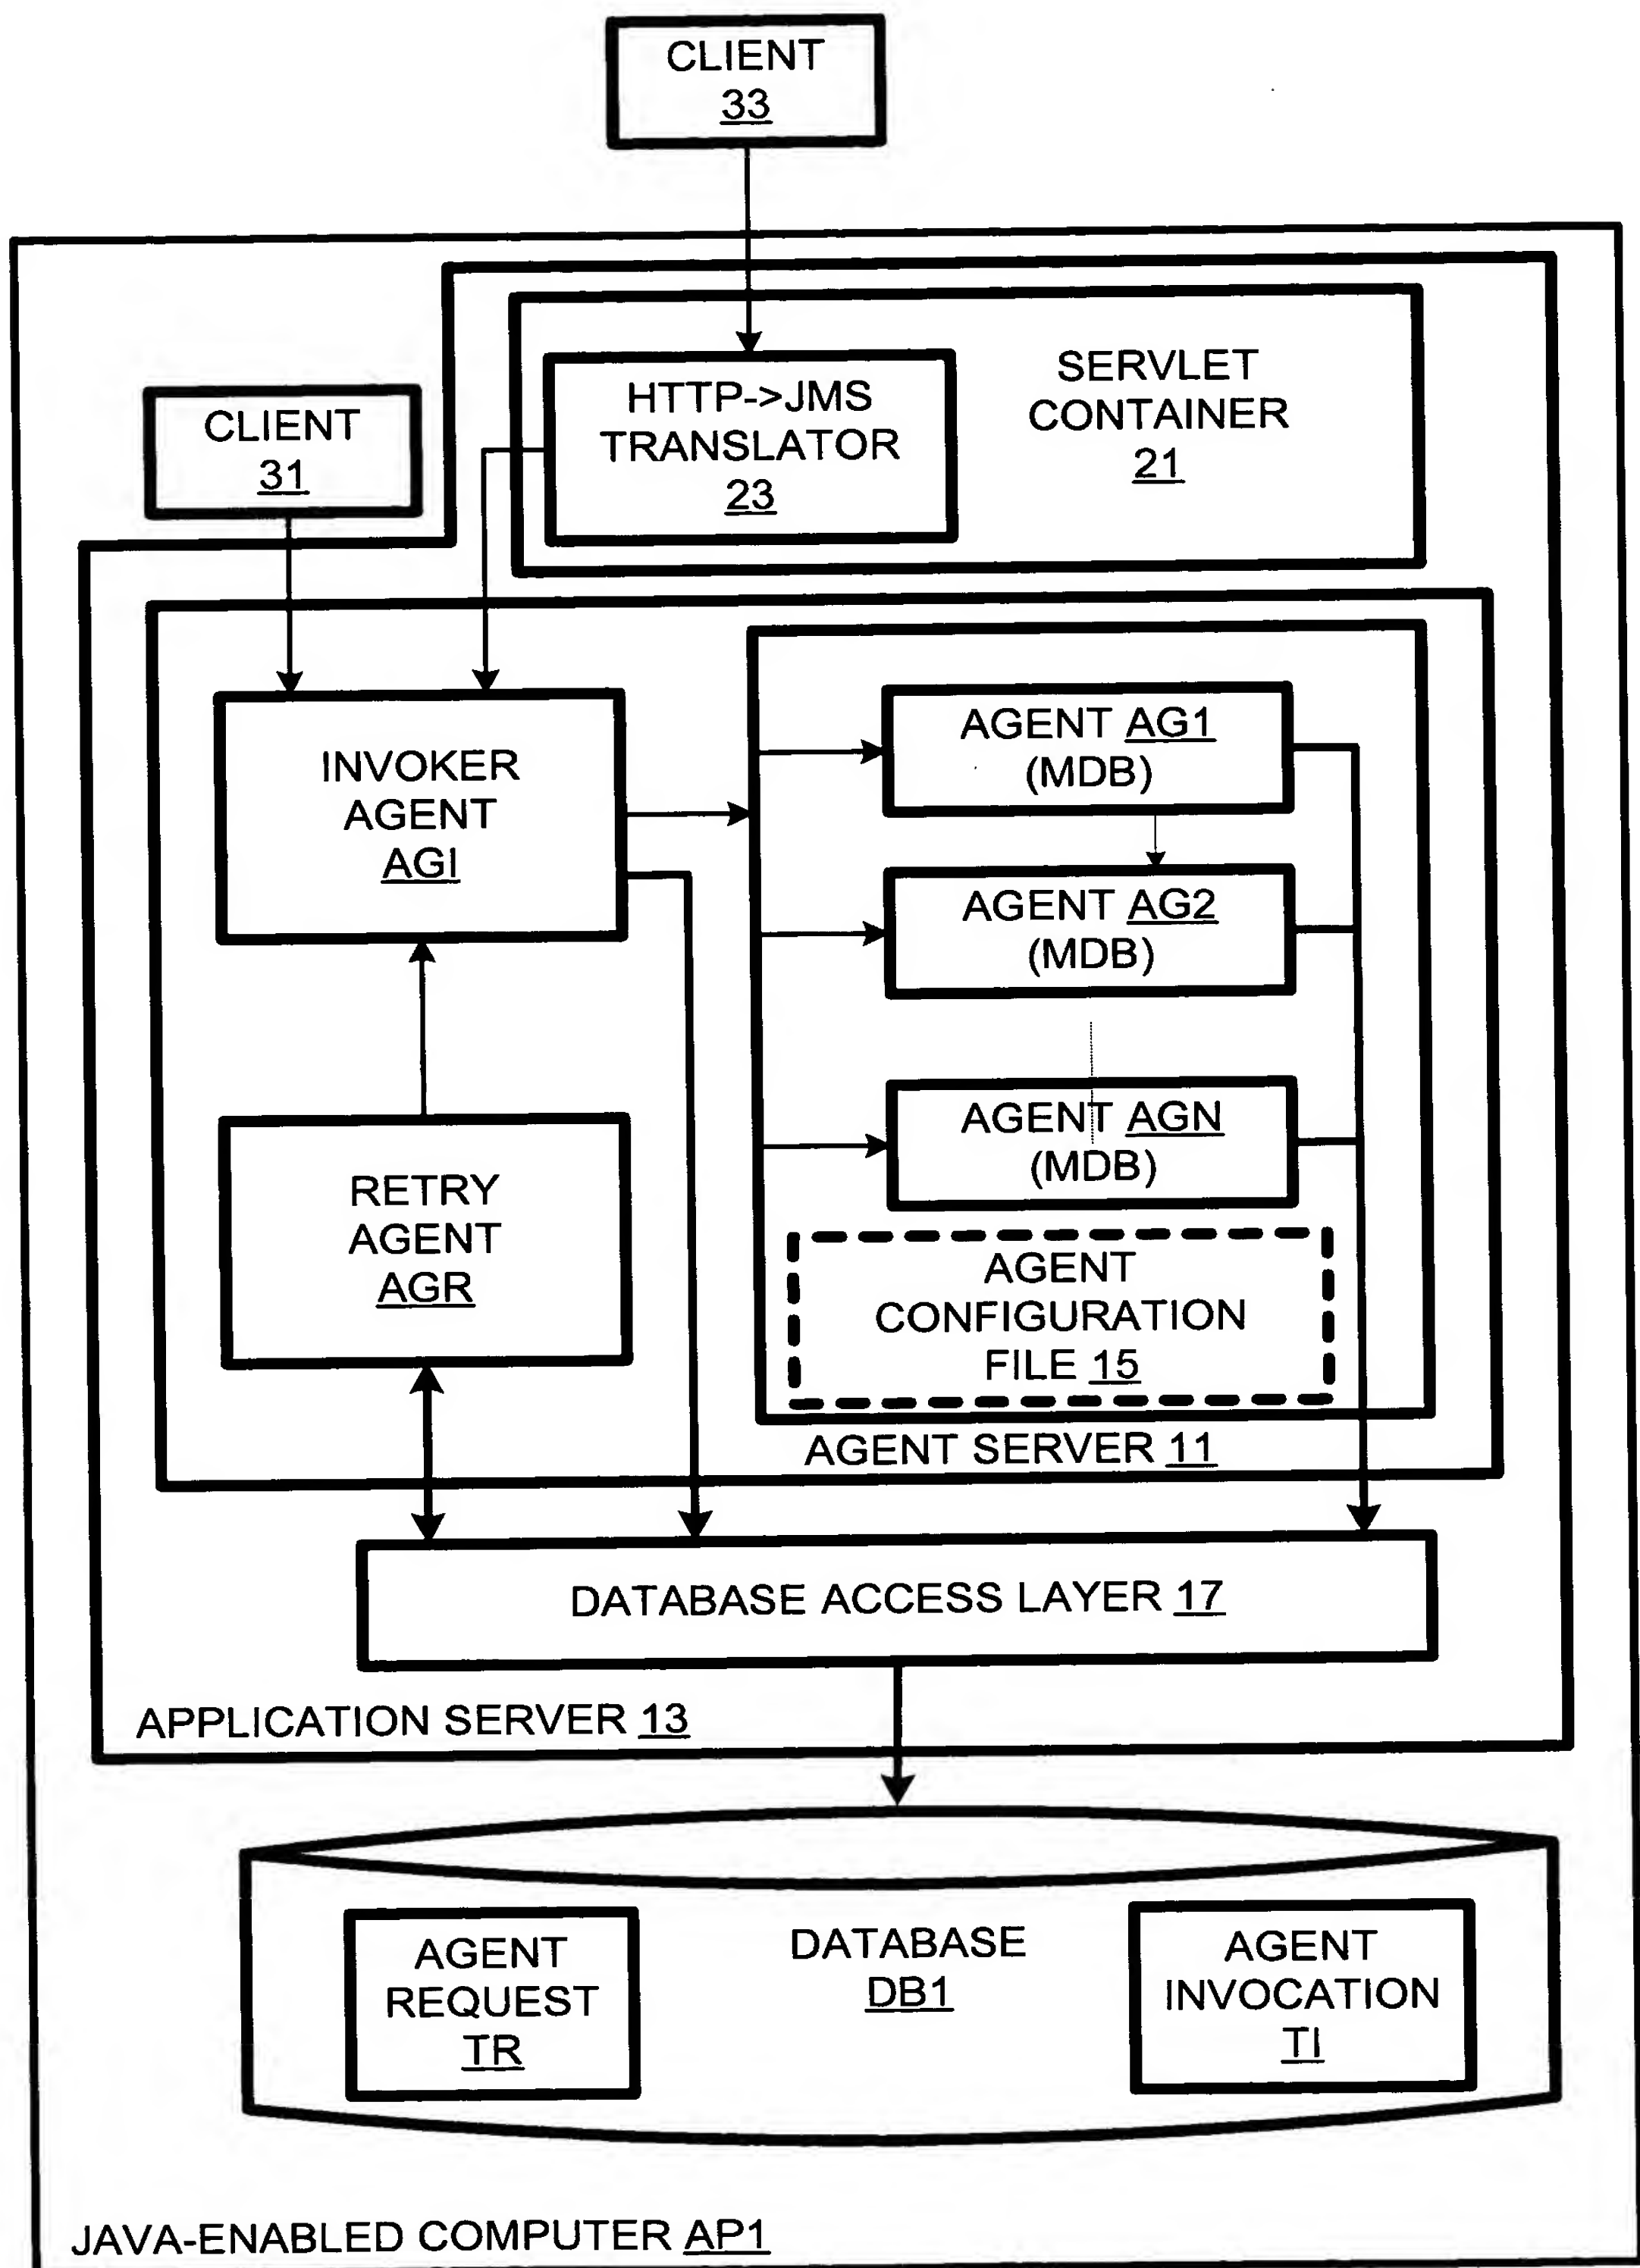 CLIENT
33
SERVLET
CONTAINER
21
HTTP->JMS
TRANSLATOR
23
CLIENT
31
INVOKER
AGENT
AGI
AGENT AG1
(MDB)
AGENT AG2
(MDB)
AGENT AGN
(MDB)
RETRY
AGENT
AGR
AGENT
CONFIGURATION
FILE 15
AGENT SERVER 11
DATABASE ACCESS LAYER 17
APPLICATION SERVER 13
AGENT
REQUEST
TR
DATABASE
DB1
AGENT
INVOCATION
TI
JAVA-ENABLED COMPUTER AP1